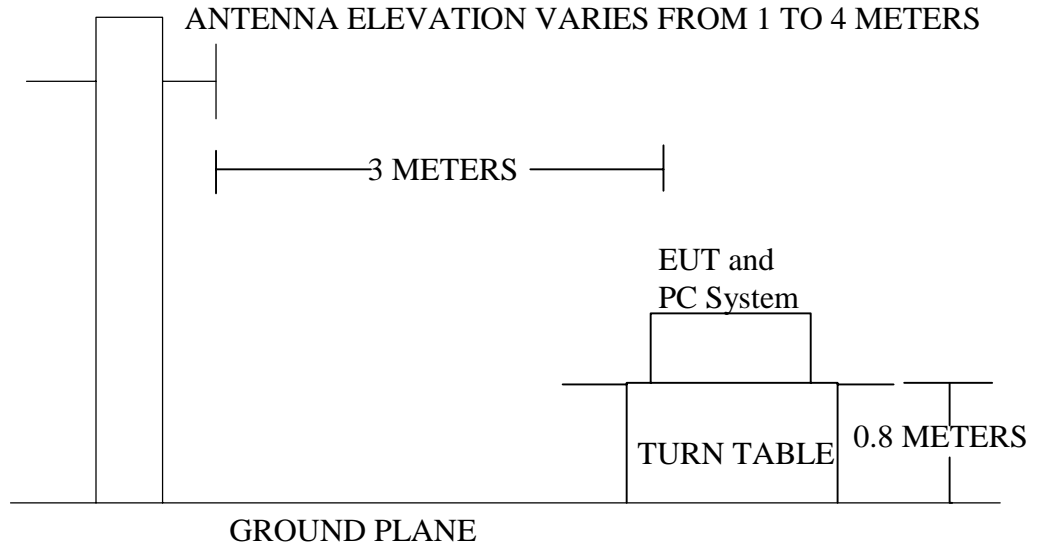 ANTENNA ELEVATION VARIES FROM 1 TO 4 METERS
3 METERS
EUT and
PC System
0.8 METERS
TURN TABLE
GROUND PLANE